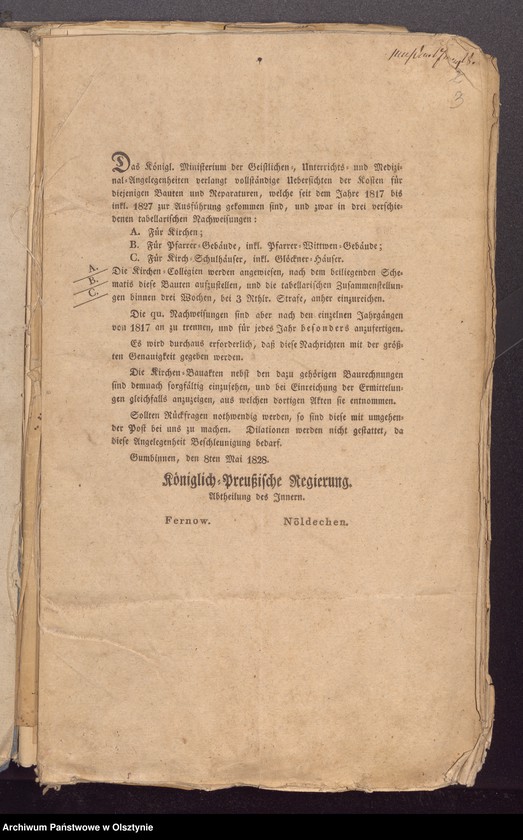 3
Das Königl. Ministerium der Geistlichen-, Unterrichts- und Medizi-
nal-Angelegenheiten verlangt vollständige Uebersichten der Kosten für
diejenigen Bauten und Reparaturen, welche seit dem Jahre 1817 bis
inkl. 1827 zur Ausführung gekommen sind, und zwar in drei verschie-
denen tabellarischen Nachweisungen:
A. Für Kirchen;
B. Für Pfarrer-Gebäude, inkl. Pfarrer-Wittwen-Gebäude;
C. Für Kirch-Schulhäuser, inkl. Glöckner-Häuser.
A.
B.
C.
Die Kirchen-Collegien werden angewiesen, nach dem beiliegenden Sche-
matis diese Bauten aufzustellen, und die tabellarischen Zusammenstellun-
gen binnen drei Wochen, bei 3 Rthlr. Strafe, anher einzureichen.
Die qu. Nachweisungen sind aber nach den einzelnen Jahrgängen
von 1817 an zu trennen, und für jedes Jahr besonders anzufertigen.
Es wird durchaus erforderlich, daß diese Nachrichten mit der größ-
ten Genauigkeit gegeben werden.
Die Kirchen-Bauakten nebst den dazu gehörigen Baurechnungen
sind demnach sorgfältig einzusehen, und bei Einreichung der Ermittelun-
gen gleichfalls anzuzeigen, aus welchen dortigen Akten sie entnommen.
Sollten Rückfragen nothwendig werden, so sind diese mit umgehen-
der Post bei uns zu machen. Dilationen werden nicht gestattet, da
diese Angelegenheit Beschleunigung bedarf.
Gumbinnen, den 8ten Mai 1828.
Königlich-Preußische Regierung.
Abtheilung des Innern.
Fernow. Nöldechen.
Archiwum Państwowe w Olsztynie